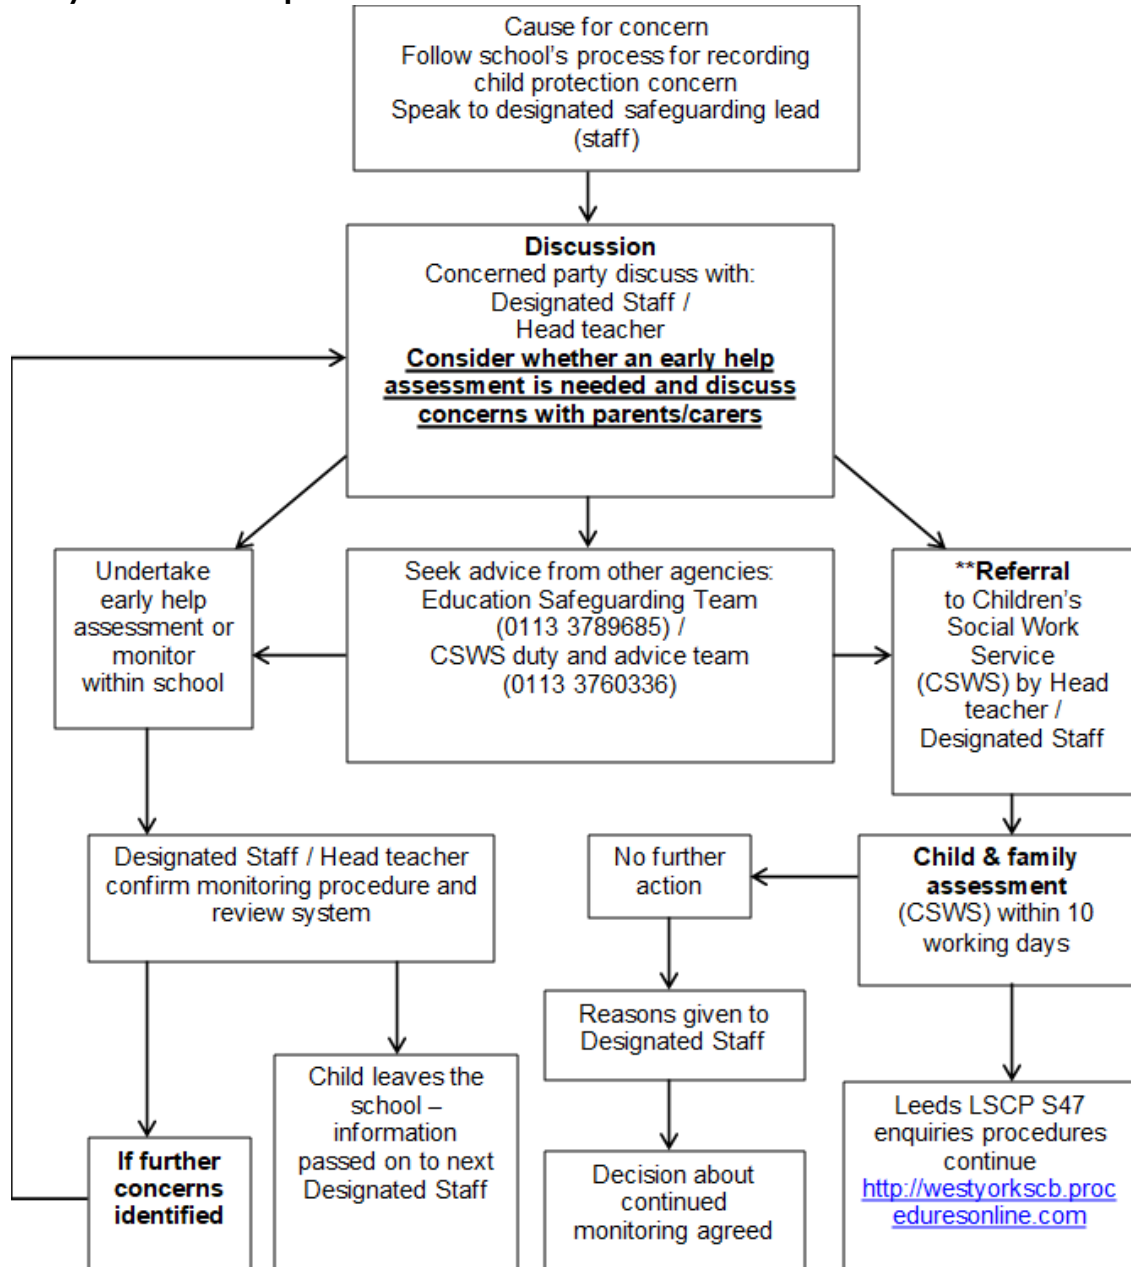 Cause for concern
Follow school's process for recording
child protection concern
Speak to designated safeguarding lead
(staff)
Discussion
Concerned party discuss with:
Designated Staff /
Head teacher
Consider whether an early help
assessment is needed and discuss
concerns with parents/carers
Undertake
early help
assessment or
monitor
within school
Seek advice from other agencies:
Education Safeguarding Team
(0113 3789685) /
CSWS duty and advice team
(0113 3760336)
**Referral
to Children's
Social Work
Service
(CSWS) by Head
teacher /
Designated Staff
Designated Staff / Head teacher
confirm monitoring procedure and
review system
No further
action
Child & family
assessment
(CSWS) within 10
working days
Reasons given to
Designated Staff
Child leaves the
school –
information
passed on to next
Designated Staff
If further
concerns
identified
Decision about
continued
monitoring agreed
Leeds LSCP S47
enquiries procedures
continue
http://westyorkscb.proc
eduresonline.com